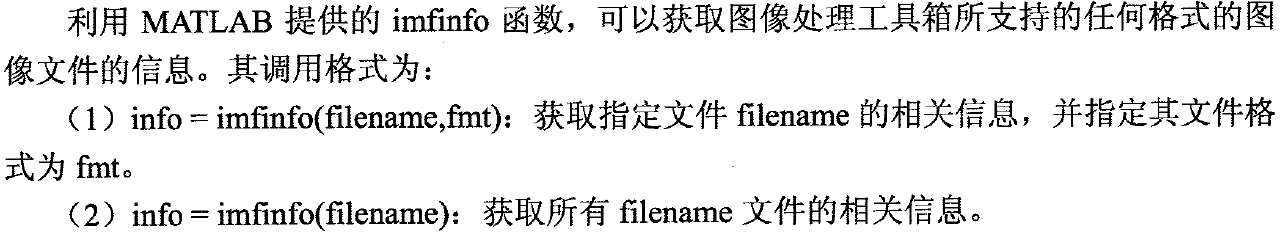 利用 MATLAB 提供的 imfinfo 函数，可以获取图像处理工具箱所支持的任何格式的图
像文件的信息。其调用格式为：
（1）info = imfinfo(filename,fmt)：获取指定文件 filename 的相关信息，并指定其文件格
式为 fmt。
（2）info = imfinfo(filename)：获取所有 filename 文件的相关信息。